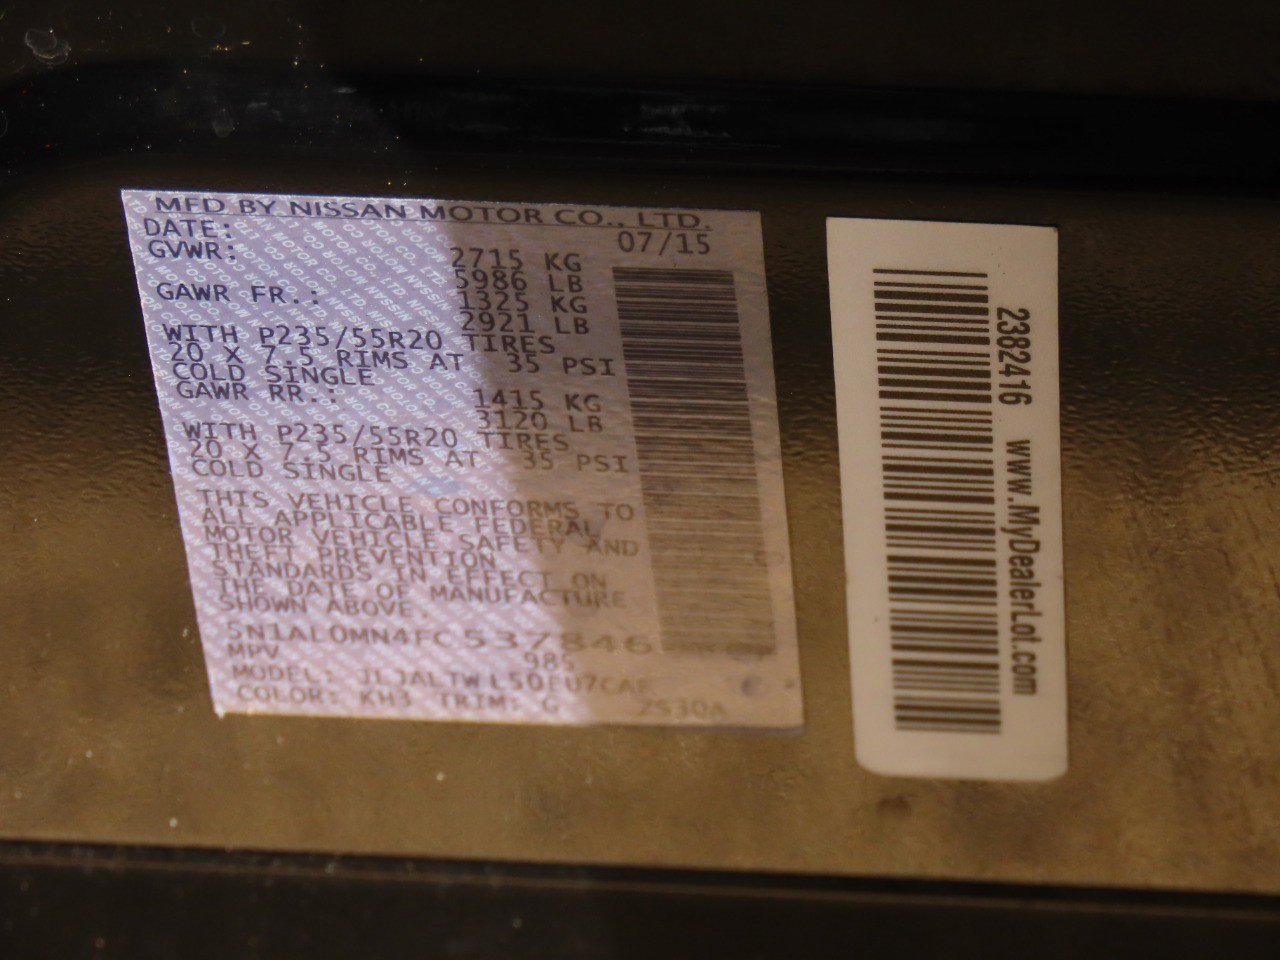 MFD BY NISSAN MOTOR CO., LTD.
DATE: 07/15
GVWR: 2715 KG
5986 LB
GAWR FR.: 1325 KG
2921 LB
WITH P235/55R20 TIRES
20 X 7.5 RIMS AT 35 PSI
COLD SINGLE
GAWR RR.: 1415 KG
3120 LB
WITH P235/55R20 TIRES
20 X 7.5 RIMS AT 35 PSI
COLD SINGLE
THIS VEHICLE CONFORMS TO
ALL APPLICABLE FEDERAL
MOTOR VEHICLE SAFETY AND
THEFT PREVENTION
STANDARDS IN EFFECT ON
THE DATE OF MANUFACTURE
SHOWN ABOVE.
5N1AL0MN4FC537846
MPV 985
MODEL:
COLOR: KH3 TRIM: G
2382416 www.MyDealerLot.com